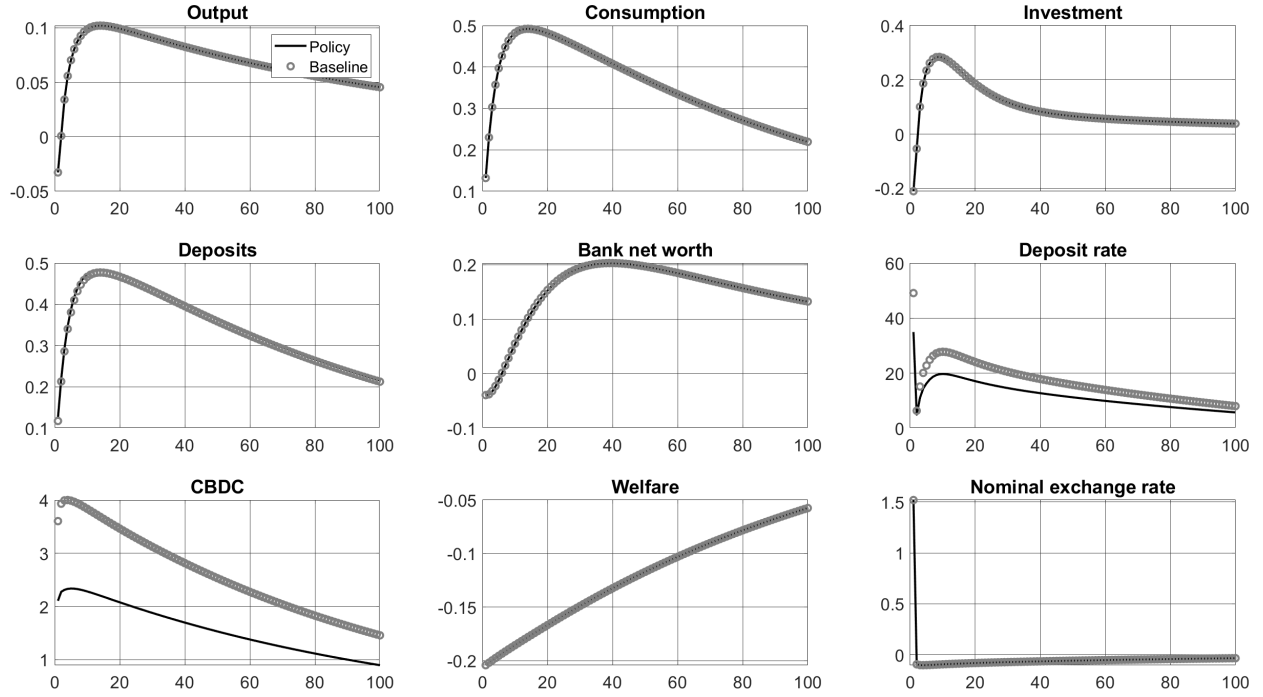 Output
0.1
0.05
0
-0.05
0 20 40 60 80 100
Policy
Baseline
Consumption
0.5
0.4
0.3
0.2
0.1
0 20 40 60 80 100
Investment
0.4
0.2
0
-0.2
0 20 40 60 80 100
Deposits
0.5
0.4
0.3
0.2
0.1
0 20 40 60 80 100
Bank net worth
0.2
0.1
0
-0.1
0 20 40 60 80 100
Deposit rate
60
40
20
0
0 20 40 60 80 100
CBDC
4
3
2
1
0 20 40 60 80 100
Welfare
-0.05
-0.1
-0.15
-0.2
0 20 40 60 80 100
Nominal exchange rate
1.5
1
0.5
0
0 20 40 60 80 100